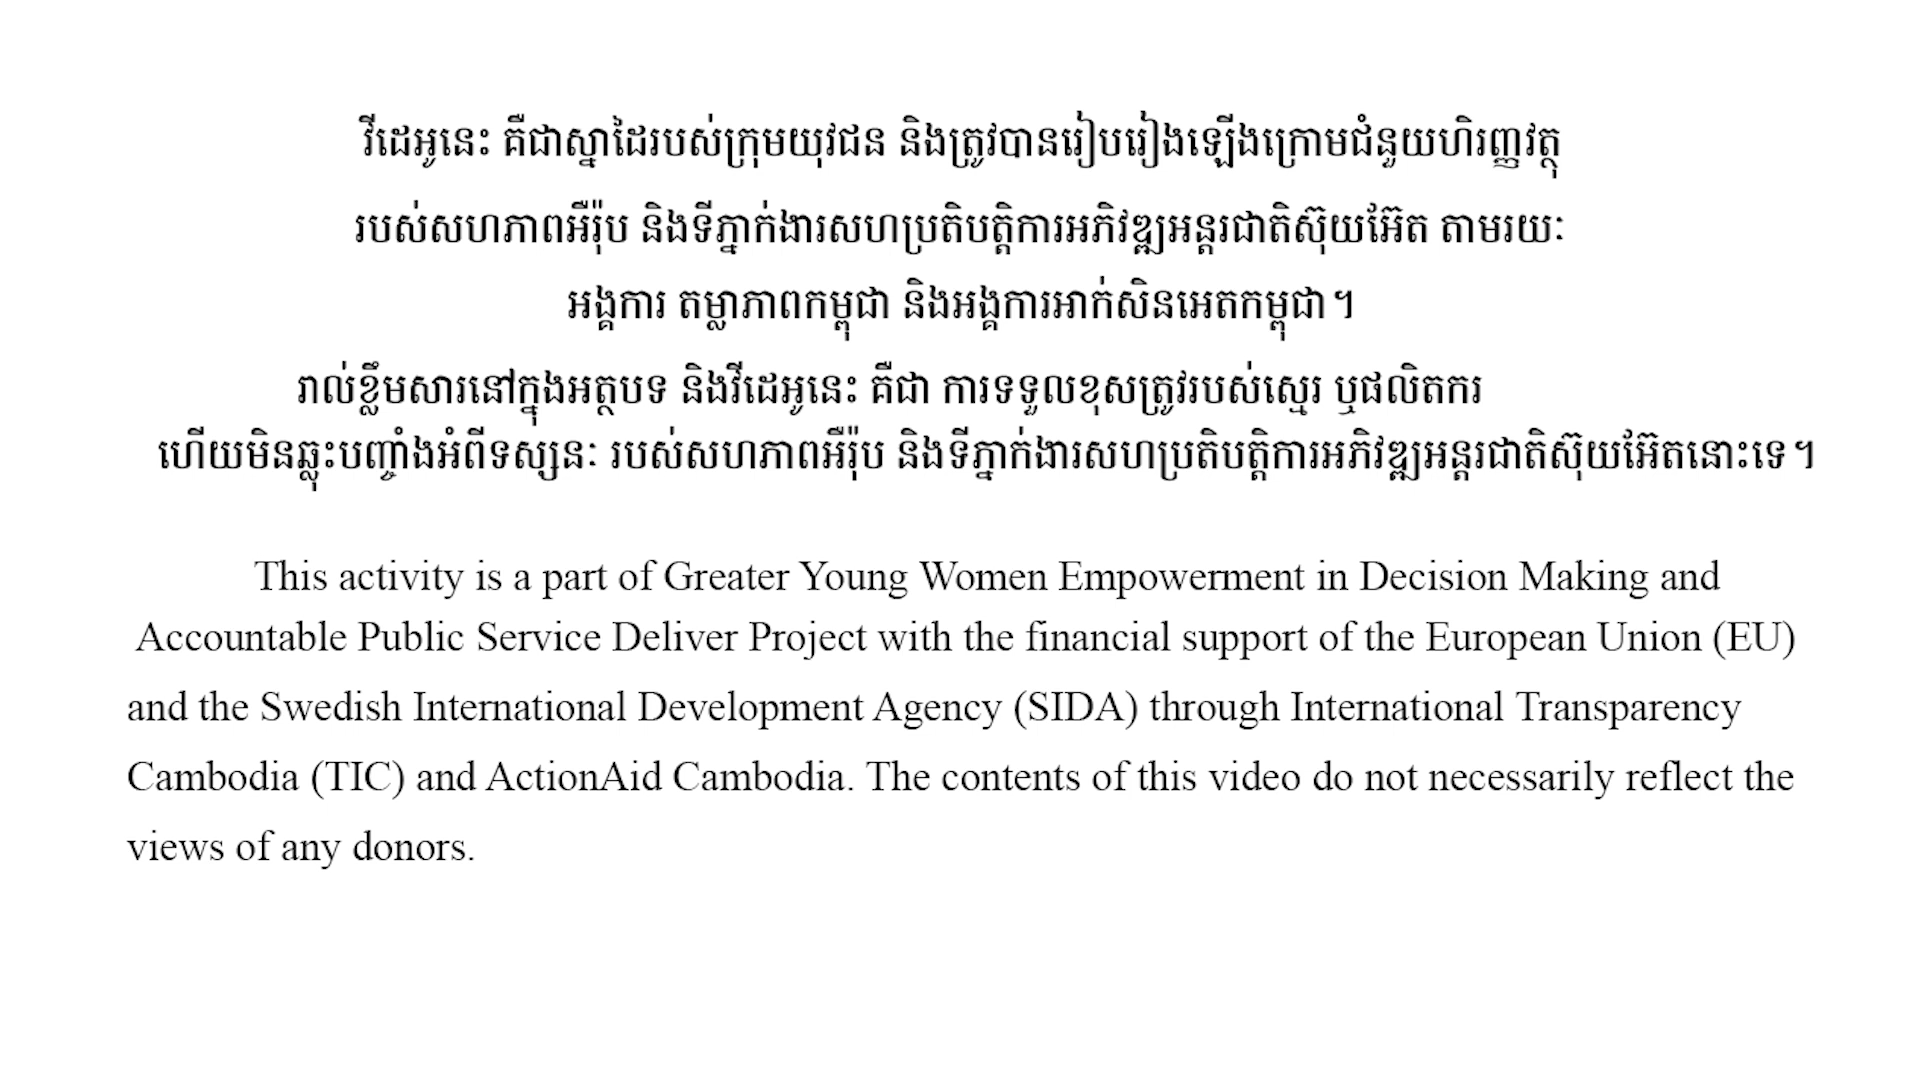 វីដេអូនេះ គឺជាស្នាដៃរបស់ក្រុមយុវជន និងត្រូវបានរៀបរៀងឡើងក្រោមជំនួយហិរញ្ញវត្ថុ
របស់សហភាពអឺរ៉ុប និងទីភ្នាក់ងារសហប្រតិបត្តិការអភិវឌ្ឍអន្តរជាតិស៊ុយអ៊ែត តាមរយៈ
អង្គការ តម្លាភាពកម្ពុជា និងអង្គការអាក់សិនអេតកម្ពុជា។
រាល់ខ្លឹមសារនៅក្នុងអត្ថបទ និងវីដេអូនេះ គឺជា ការទទួលខុសត្រូវរបស់ស្មេរ ឬផលិតករ
ហើយមិនឆ្លុះបញ្ចាំងអំពីទស្សនៈ របស់សហភាពអឺរ៉ុប និងទីភ្នាក់ងារសហប្រតិបត្តិការអភិវឌ្ឍអន្តរជាតិស៊ុយអ៊ែតនោះទេ។
This activity is a part of Greater Young Women Empowerment in Decision Making and
Accountable Public Service Deliver Project with the financial support of the European Union (EU)
and the Swedish International Development Agency (SIDA) through International Transparency
Cambodia (TIC) and ActionAid Cambodia. The contents of this video do not necessarily reflect the
views of any donors.